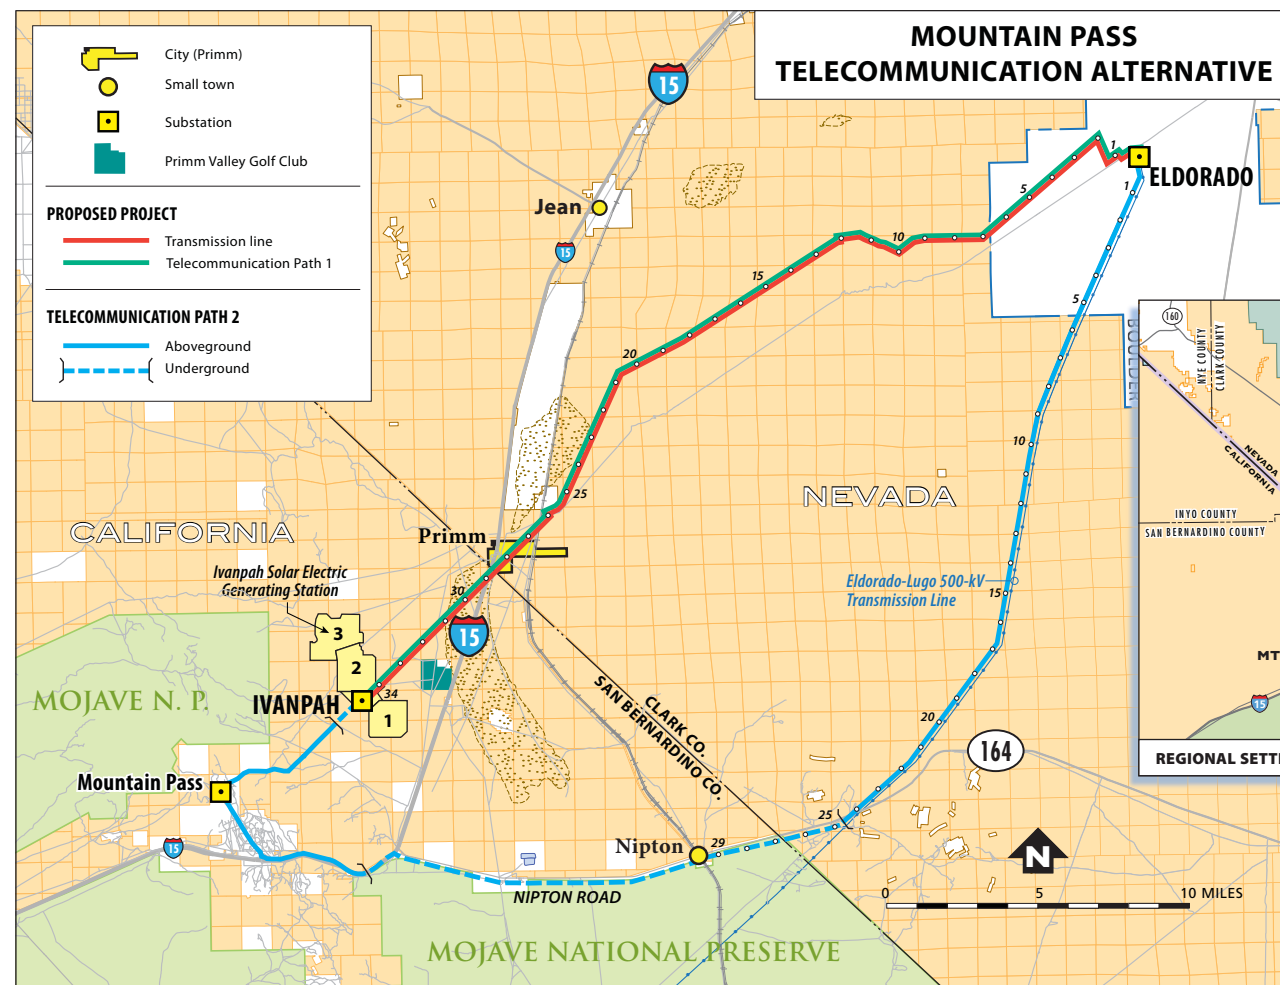 MOUNTAIN PASS
TELECOMMUNICATION ALTERNATIVE
City (Primm)
Small town
Substation
Primm Valley Golf Club
PROPOSED PROJECT
Transmission line
Telecommunication Path 1
TELECOMMUNICATION PATH 2
Aboveground
Underground
15
Jean
15
1
ELDORADO
1
5
10
15
5
20
25
10
BOULDER
160
NYE COUNTY
CLARK COUNTY
NEVADA
CALIFORNIA
INYO COUNTY
SAN BERNARDINO COUNTY
MT
15
REGIONAL SETTI
CALIFORNIA
NEVADA
Primm
Ivanpah Solar Electric
Generating Station
30
15
Eldorado-Lugo 500-kV
Transmission Line
15
3
2
1
34
IVANPAH
MOJAVE N. P.
CLARK CO.
SAN BERNARDINO CO.
20
164
Mountain Pass
25
15
Nipton
29
NIPTON ROAD
N
0
5
10 MILES
MOJAVE NATIONAL PRESERVE